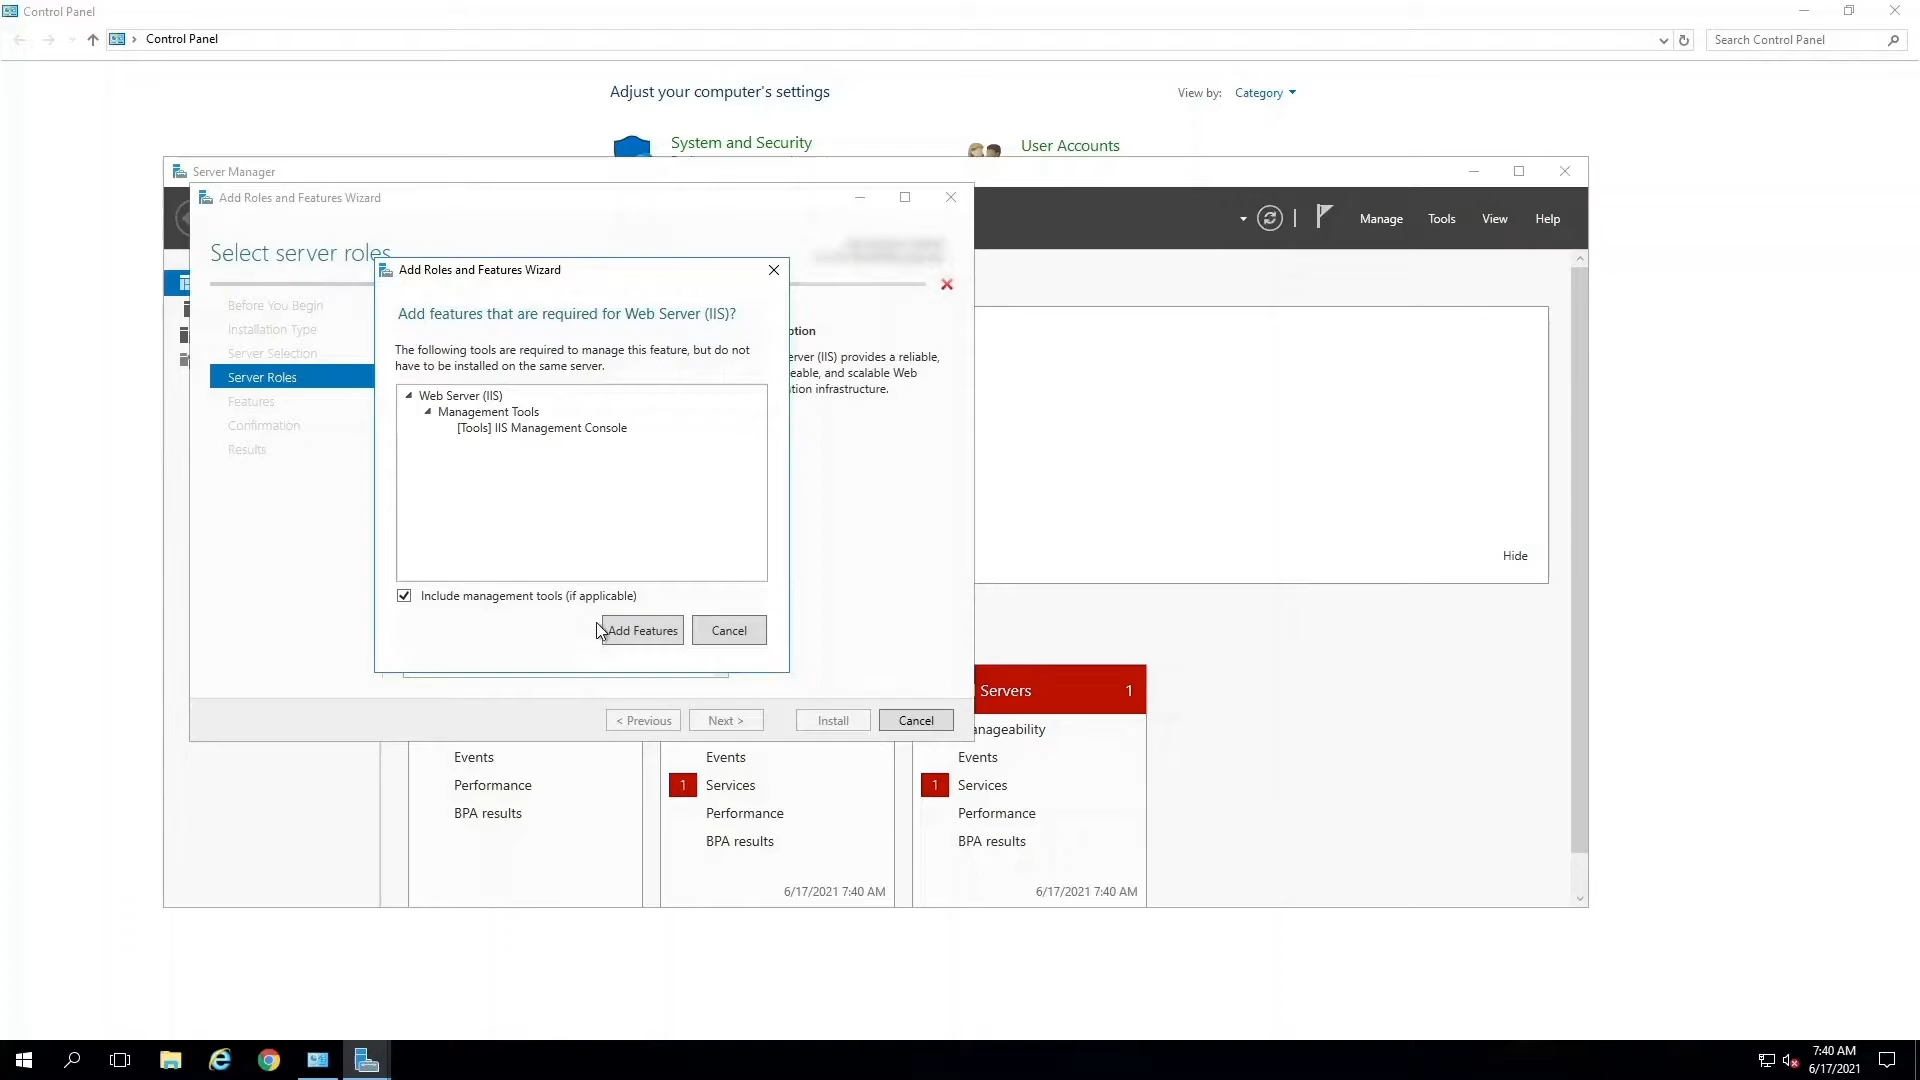 Control Panel
Control Panel
Search Control Panel
Adjust your computer's settings
View by: Category
System and Security
User Accounts
Server Manager
Add Roles and Features Wizard
Manage Tools View Help
Select server roles
Add Roles and Features Wizard
Before You Begin
Installation Type
Server Selection
Server Roles
Features
Confirmation
Results
Add features that are required for Web Server (IIS)?
The following tools are required to manage this feature, but do not
have to be installed on the same server.
Web Server (IIS)
Management Tools
[Tools] IIS Management Console
Include management tools (if applicable)
Add Features Cancel
ption
erver (IIS) provides a reliable,
eable, and scalable Web
tion infrastructure.
Hide
< Previous Next > Install Cancel
Servers 1
anageability
Events
Performance
BPA results
Events
1 Services
Performance
BPA results
6/17/2021 7:40 AM
Events
1 Services
Performance
BPA results
6/17/2021 7:40 AM
7:40 AM
6/17/2021